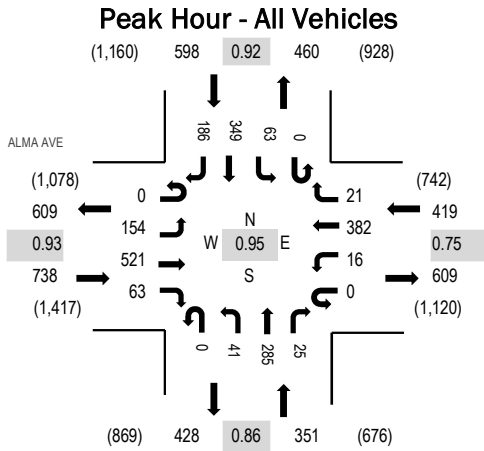 Peak Hour - All Vehicles
(1,160) 598 0.92 460 (928)
186 349 63 0
ALMA AVE
(1,078) (742)
0 21
609 419
154 N 382
0.93 W 0.95 E 0.75
521 S 16
738 609
63 0
(1,417) (1,120)
0 41 285 25
(869) 428 0.86 351 (676)